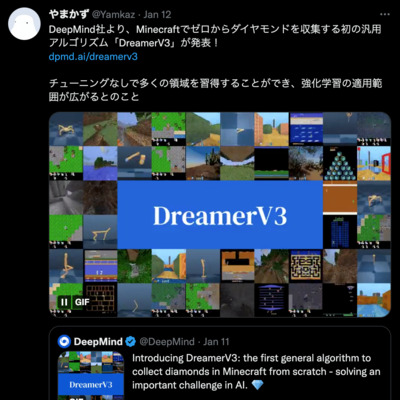 やまかず @Yamkaz · Jan 12
DeepMind社より、Minecraftでゼロからダイヤモンドを収集する初の汎用
アルゴリズム「DreamerV3」が発表！
dpmd.ai/dreamerv3
チューニングなしで多くの領域を習得することができ、強化学習の適用範
囲が広がるとのこと
DreamerV3
GIF
DeepMind @DeepMind · Jan 11
Introducing DreamerV3: the first general algorithm to
collect diamonds in Minecraft from scratch - solving an
important challenge in AI. 💎
DreamerV3